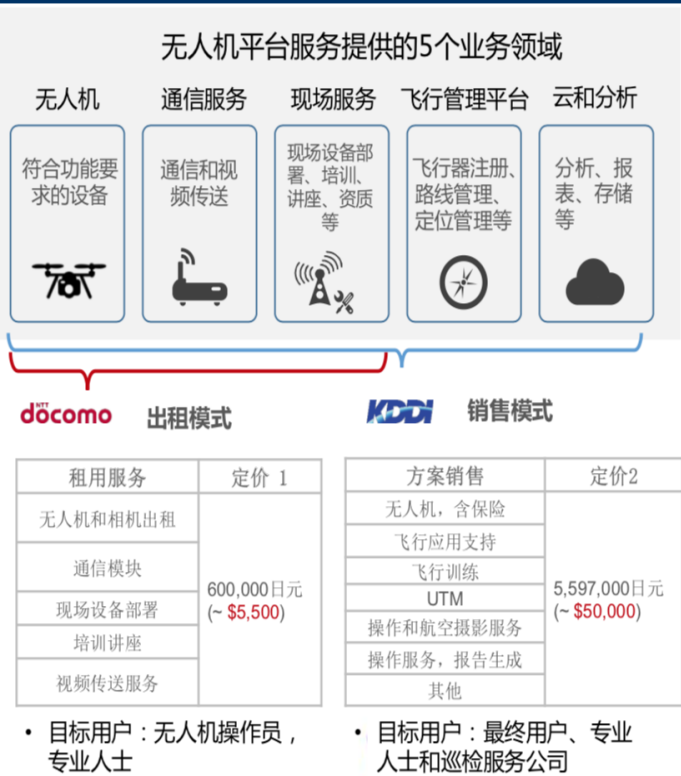 无人机平台服务提供的5个业务领域
无人机
通信服务
现场服务
飞行管理平台
云和分析
符合功能要
求的设备
通信和视
频传送
现场设备部
署、培训、
讲座、资质
等
飞行器注册、
路线管理、
定位管理等
分析、报
表、存储
等
NTT
döcomo
出租模式
KDDI
销售模式
租用服务
定价 1
无人机和相机出租
通信模块
现场设备部署
培训讲座
视频传送服务
600,000日元
(~ $5,500)
方案销售
定价2
无人机，含保险
飞行应用支持
飞行训练
UTM
操作和航空摄影服务
操作服务，报告生成
其他
5,597,000日元
(~ $50,000)
• 目标用户：无人机操作员，
专业人士
• 目标用户：最终用户、专业
人士和巡检服务公司